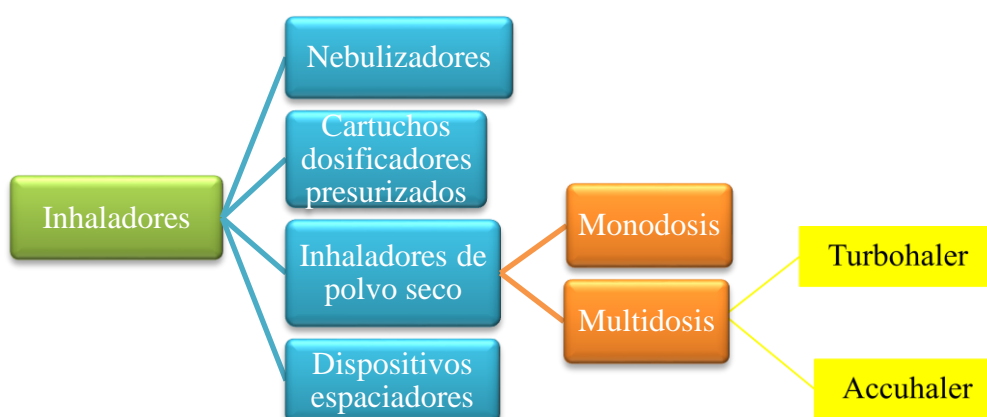 Nebulizadores
Cartuchos
dosificadores
presurizados
Inhaladores
Inhaladores de
polvo seco
Monodosis
Multidosis
Turbohaler
Accuhaler
Dispositivos
espaciadores